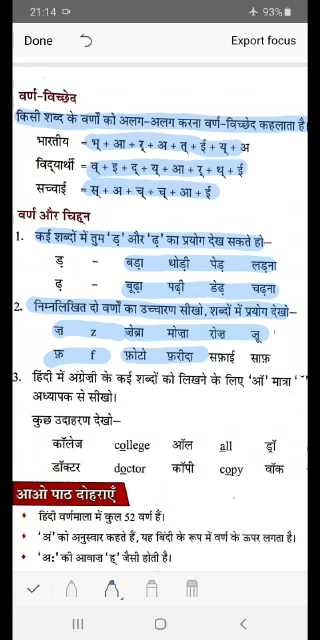 21:14
93%
Done
Export focus
वर्ण-विच्छेद
किसी शब्द के वर्णों को अलग-अलग करना वर्ण-विच्छेद कहलाता है
भारतीय = भ् + आ + र् + अ + त् + ई + य् + अ
विद्यार्थी = व् + इ + द् + य् + आ + र् + थ् + ई
सच्चाई = स् + अ + च् + च् + आ + ई
वर्ण और चिह्न
1. कई शब्दों में तुम 'ड़' और 'ढ़' का प्रयोग देख सकते हो–
ड़ – बड़ा थोड़ी पेड़ लड़ना
ढ़ – बूढ़ा पढ़ी डेढ़ चढ़ना
2. निम्नलिखित दो वर्णों का उच्चारण सीखो, शब्दों में प्रयोग देखो–
ज़ z ज़ेब्रा मोज़ा रोज़ ज़ू
फ़ f फ़ोटो फ़रीदा सफ़ाई साफ़
3. हिंदी में अंग्रेज़ी के कई शब्दों को लिखने के लिए 'ऑ' मात्रा 'ॉ'
अध्यापक से सीखो।
कुछ उदाहरण देखो–
कॉलेज college ऑल all ड्रॉ
डॉक्टर doctor कॉपी copy वॉक
आओ पाठ दोहराएँ
हिंदी वर्णमाला में कुल 52 वर्ण हैं।
'अं' को अनुस्वार कहते हैं, यह बिंदी के रूप में वर्ण के ऊपर लगता है।
'अः' की आवाज 'ह्' जैसी होती है।